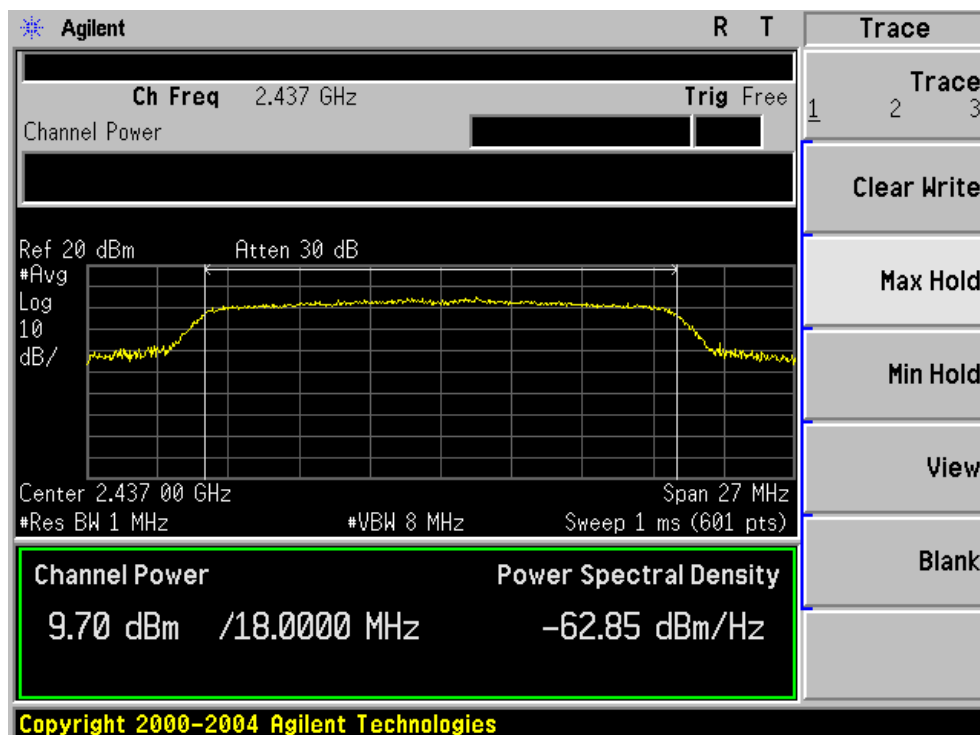 Agilent R T
Ch Freq 2.437 GHz Trig Free
Channel Power
Ref 20 dBm Atten 30 dB
#Avg
Log
10
dB/
Center 2.437 00 GHz Span 27 MHz
#Res BW 1 MHz #VBW 8 MHz Sweep 1 ms (601 pts)
Channel Power Power Spectral Density
9.70 dBm /18.0000 MHz -62.85 dBm/Hz
Copyright 2000-2004 Agilent Technologies
Trace
Trace
1 2 3
Clear Write
Max Hold
Min Hold
View
Blank